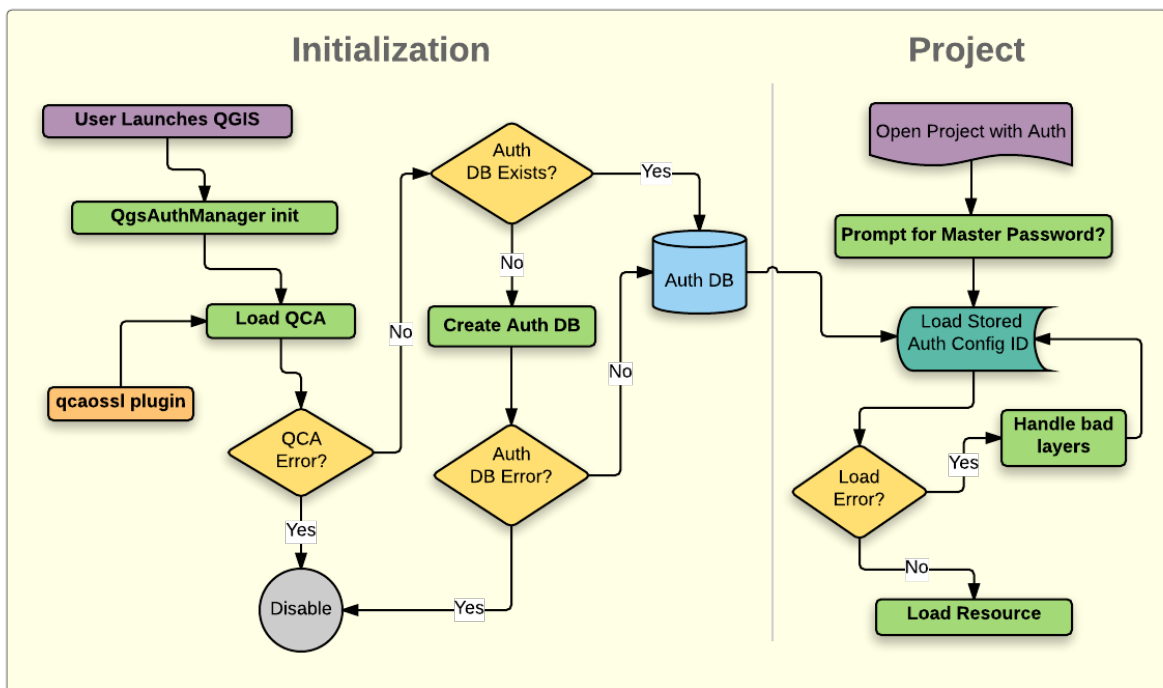 Initialization
User Launches QGIS
QgsAuthManager init
Load QCA
qcaossl plugin
QCA
Error?
Yes
Disable
No
Auth
DB Exists?
Yes
No
Create Auth DB
Auth
DB Error?
Yes
No
Auth DB
Project
Open Project with Auth
Prompt for Master Password?
Load Stored
Auth Config ID
Load
Error?
Yes
Handle bad
layers
No
Load Resource